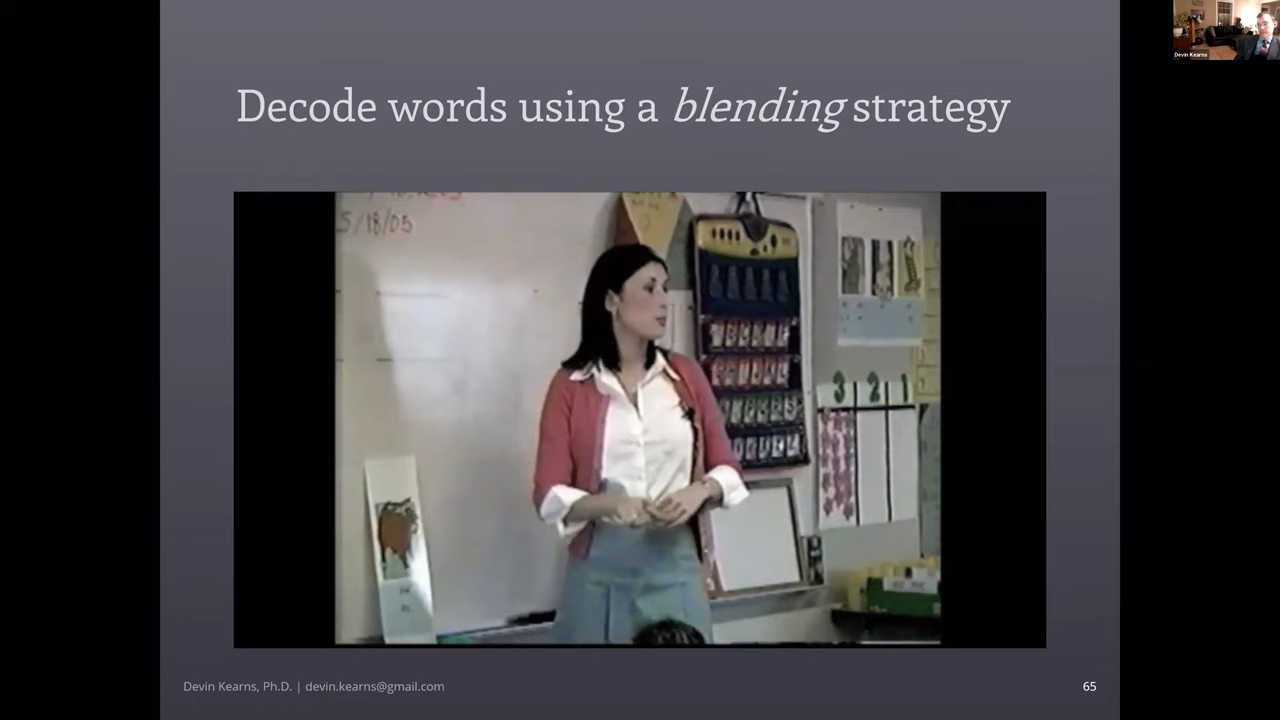 Devin Kearns
Decode words using a blending strategy
5/18/05
3 2 1
Devin Kearns, Ph.D. | devin.kearns@gmail.com
65